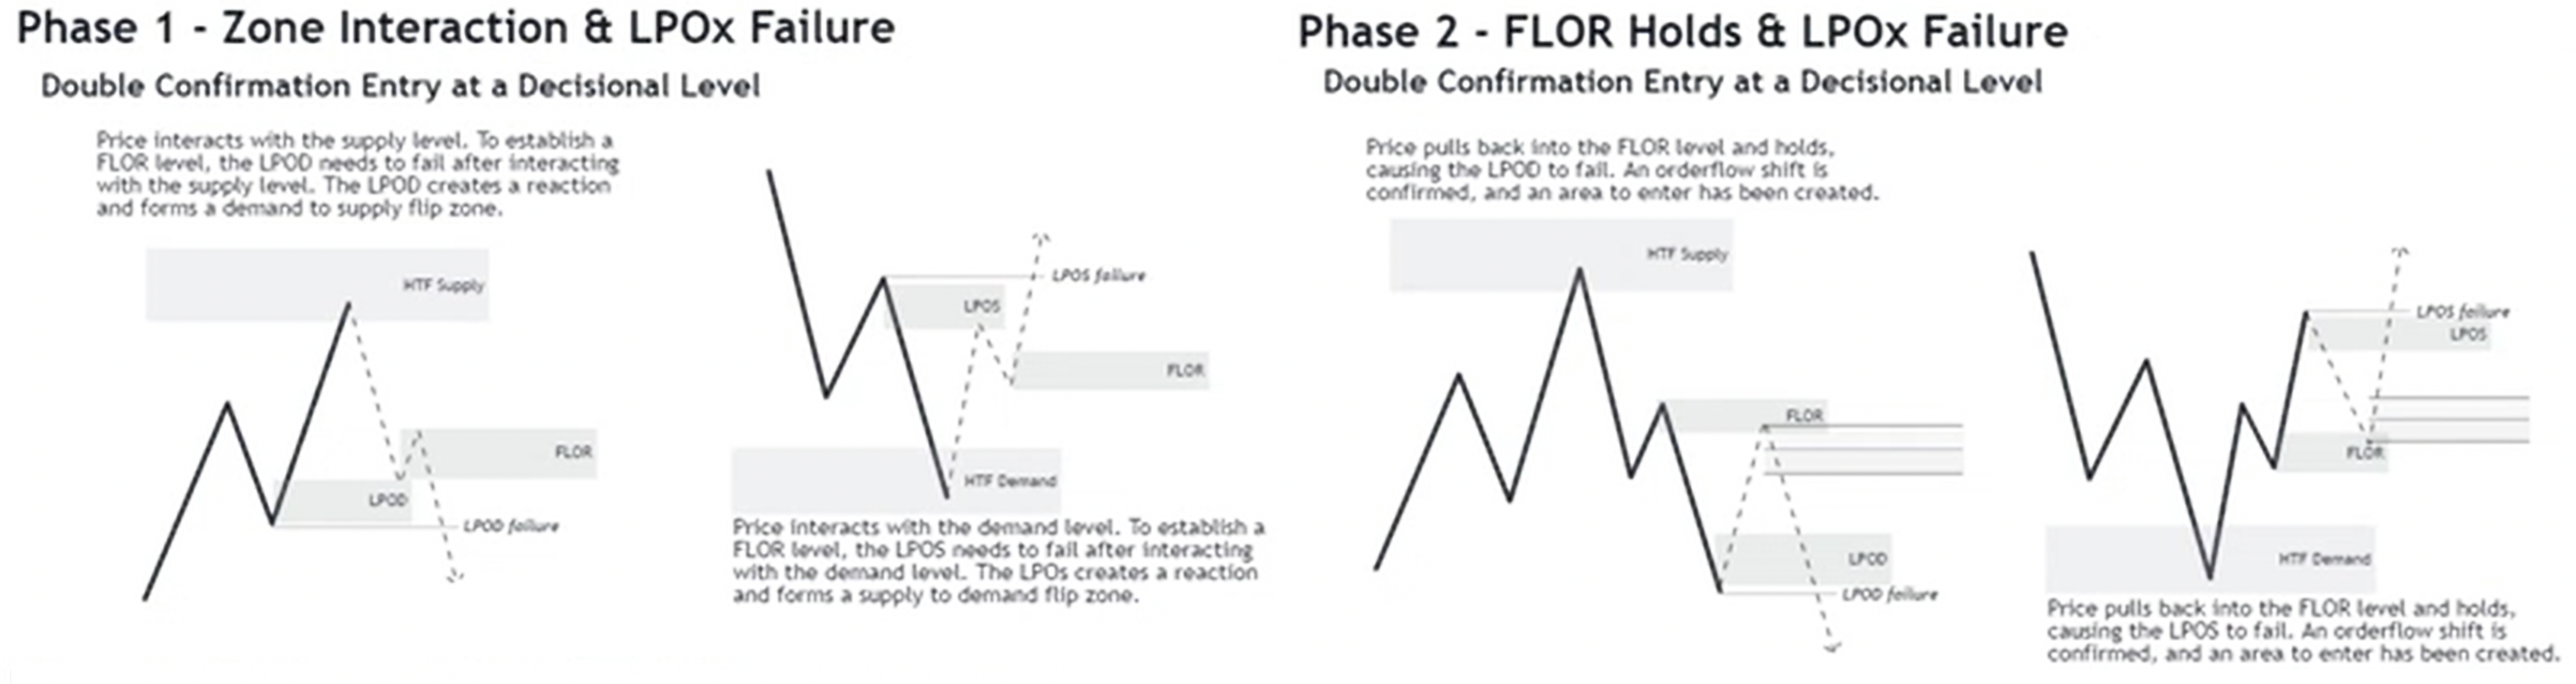 Phase 1 - Zone Interaction & LPOx Failure
Double Confirmation Entry at a Decisional Level
Price interacts with the supply level. To establish a
FLOR level, the LPOD needs to fail after interacting
with the supply level. The LPOD creates a reaction
and forms a demand to supply flip zone.
HTF Supply
FLOR
LPOD
LPOD failure
LPOS failure
LPOS
FLOR
HTF Demand
Price interacts with the demand level. To establish a
FLOR level, the LPOS needs to fail after interacting
with the demand level. The LPOs creates a reaction
and forms a supply to demand flip zone.
Phase 2 - FLOR Holds & LPOx Failure
Double Confirmation Entry at a Decisional Level
Price pulls back into the FLOR level and holds,
causing the LPOD to fail. An orderflow shift is
confirmed, and an area to enter has been created.
HTF Supply
FLOR
LPOD
LPOD failure
LPOS failure
LPOS
FLOR
HTF Demand
Price pulls back into the FLOR level and holds,
causing the LPOS to fail. An orderflow shift is
confirmed, and an area to enter has been created.